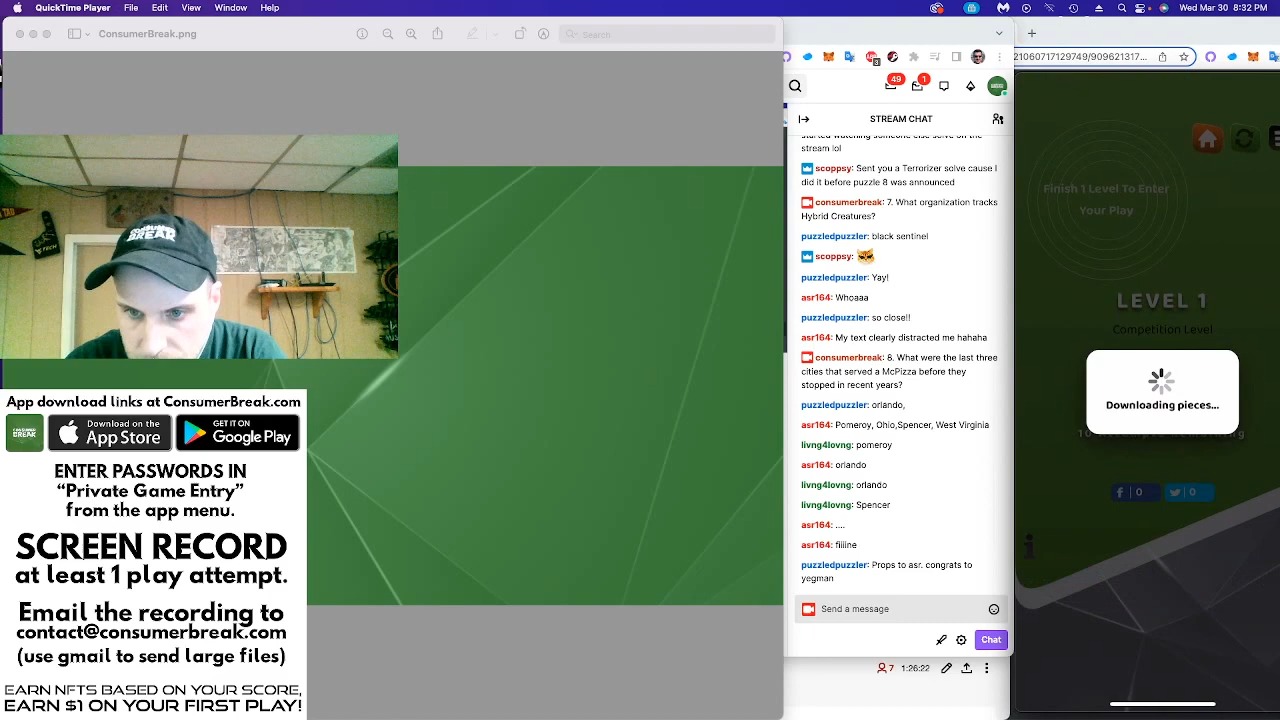 QuickTime Player File Edit View Window Help
Wed Mar 30 8:32 PM
ConsumerBreak.png
Search
21060717129749/909621317...
3
49
1
STREAM CHAT
started watching someone else solve on the
stream lol
scoppsy: Sent you a Terrorizer solve cause I
did it before puzzle 8 was announced
consumerbreak: 7. What organization tracks
Hybrid Creatures?
puzzledpuzzler: black sentinel
scoppsy:
puzzledpuzzler: Yay!
asr164: Whoaaa
puzzledpuzzler: so close!!
asr164: My text clearly distracted me hahaha
consumerbreak: 8. What were the last three
cities that served a McPizza before they
stopped in recent years?
puzzledpuzzler: orlando,
asr164: Pomeroy, Ohio,Spencer, West Virginia
livng4lovng: pomeroy
asr164: orlando
livng4lovng: orlando
livng4lovng: Spencer
asr164: ....
asr164: fiiiine
puzzledpuzzler: Props to asr. congrats to
yegman
Send a message
Chat
7 1:26:22
Finish 1 Level To Enter
Your Play
LEVEL 1
Competition Level
Downloading pieces...
f 0
0
App download links at ConsumerBreak.com
CONSUMER
BREAK
Download on the
App Store
GET IT ON
Google Play
ENTER PASSWORDS IN
“Private Game Entry”
from the app menu.
SCREEN RECORD
at least 1 play attempt.
Email the recording to
contact@consumerbreak.com
(use gmail to send large files)
EARN NFTS BASED ON YOUR SCORE,
EARN $1 ON YOUR FIRST PLAY!